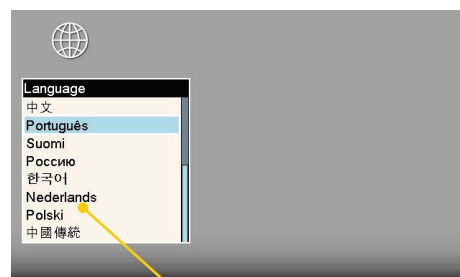 Language
中文
Português
Suomi
Россию
한국어
Nederlands
Polski
中國傳統